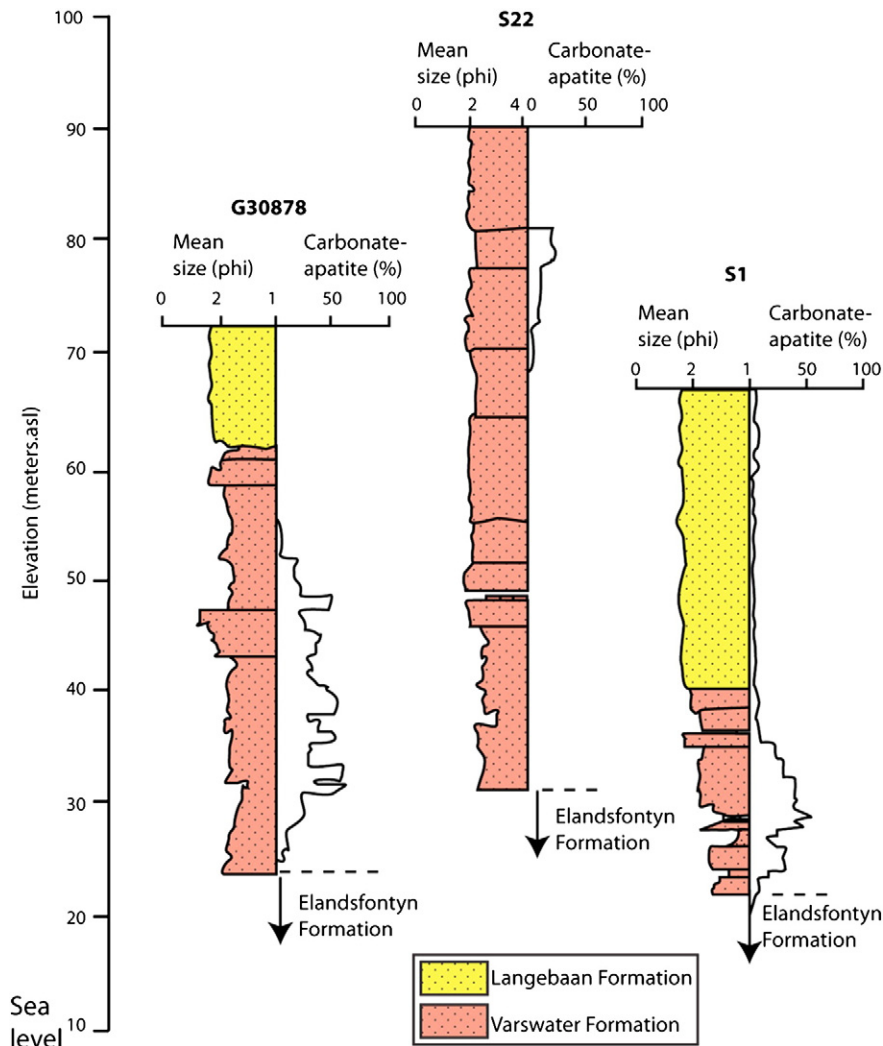 100
90
80
70
60
50
40
30
20
10
Elevation (meters.asl)
Sea
level
S22
Mean
size (phi)
Carbonate-
apatite (%)
0 2 4 0 50 100
Elandsfontyn
Formation
G30878
Mean
size (phi)
Carbonate-
apatite (%)
0 2 1 50 100
Elandsfontyn
Formation
S1
Mean
size (phi)
Carbonate-
apatite (%)
0 2 1 50 100
Elandsfontyn
Formation
Langebaan Formation
Varswater Formation